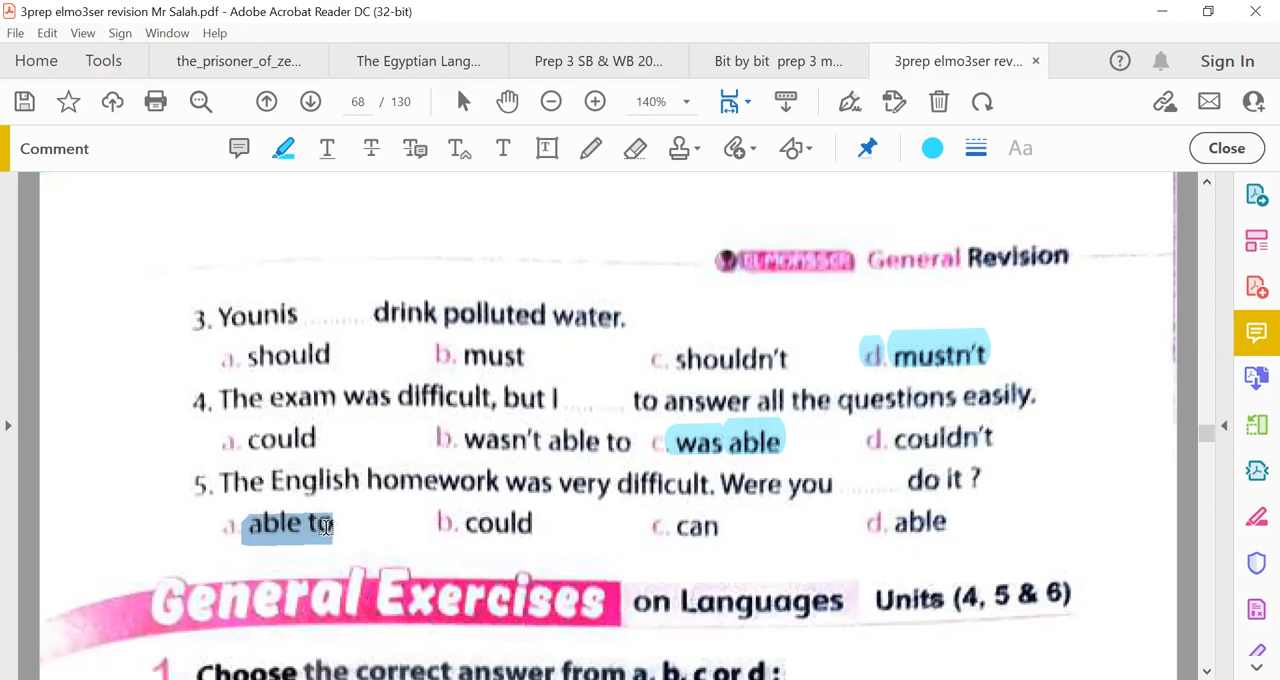 3prep elmo3ser revision Mr Salah.pdf - Adobe Acrobat Reader DC (32-bit)
File Edit View Sign Window Help
Home Tools the_prisoner_of_ze... The Egyptian Lang... Prep 3 SB & WB 20... Bit by bit prep 3 m... 3prep elmo3ser rev... × Sign In
68 / 130 140%
Comment Aa Close
EL MOASSER General Revision
3. Younis ......... drink polluted water.
a. should b. must c. shouldn't d. mustn't
4. The exam was difficult, but I ......... to answer all the questions easily.
a. could b. wasn't able to c. was able d. couldn't
5. The English homework was very difficult. Were you ......... do it ?
a. able to b. could c. can d. able
General Exercises on Languages Units (4, 5 & 6)
1 Choose the correct answer from a, b, c or d :